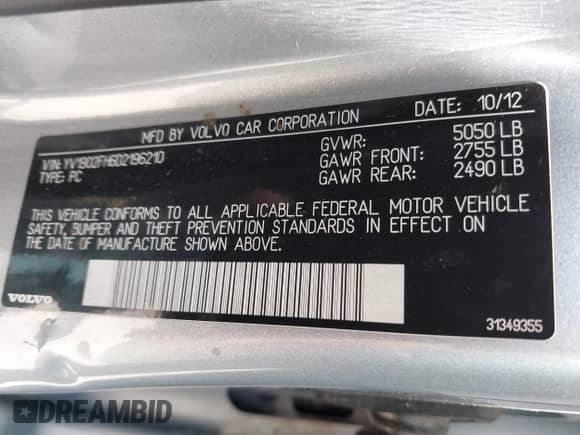 MFD BY VOLVO CAR CORPORATION DATE: 10/12
VIN: YV1902FH6D2196210
TYPE: PC
GVWR: 5050 LB
GAWR FRONT: 2755 LB
GAWR REAR: 2490 LB
THIS VEHICLE CONFORMS TO ALL APPLICABLE FEDERAL MOTOR VEHICLE
SAFETY, BUMPER AND THEFT PREVENTION STANDARDS IN EFFECT ON
THE DATE OF MANUFACTURE SHOWN ABOVE.
VOLVO
31349355
DREAMBID